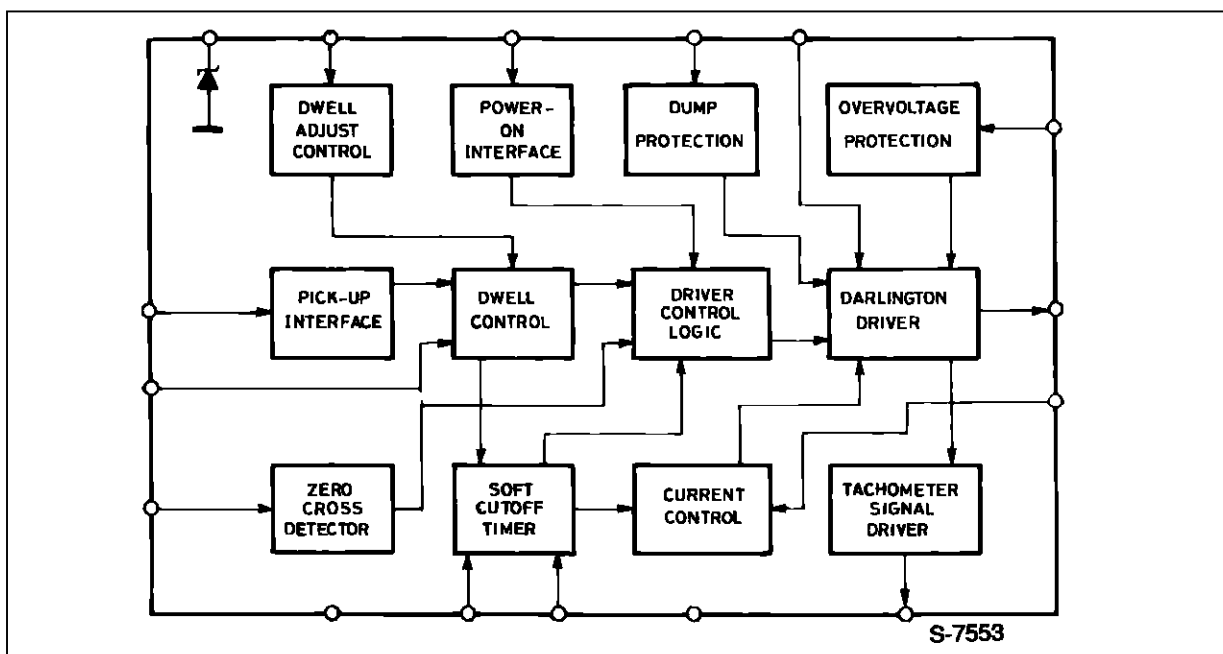 DWELL
ADJUST
CONTROL
POWER-
ON
INTERFACE
DUMP
PROTECTION
OVERVOLTAGE
PROTECTION
PICK-UP
INTERFACE
DWELL
CONTROL
DRIVER
CONTROL
LOGIC
DARLINGTON
DRIVER
ZERO
CROSS
DETECTOR
SOFT
CUTOFF
TIMER
CURRENT
CONTROL
TACHOMETER
SIGNAL
DRIVER
S-7553